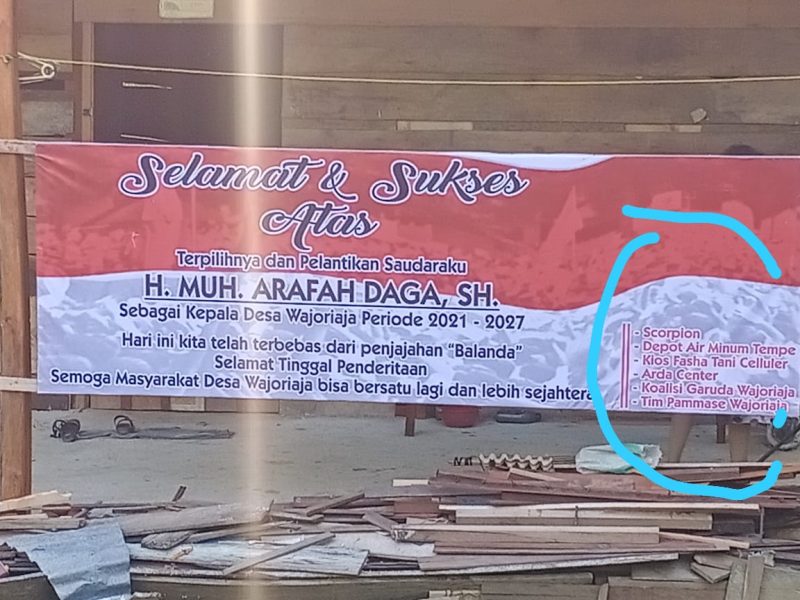 Selamat & Sukses
Atas
Terpilihnya dan Pelantikan Saudaraku
H. MUH. ARAFAH DAGA, SH.
Sebagai Kepala Desa Wajoriaja Periode 2021 - 2027
Hari ini kita telah terbebas dari penjajahan “Balanda”
Selamat Tinggal Penderitaan
Semoga Masyarakat Desa Wajoriaja bisa bersatu lagi dan lebih sejahtera
- Scorpion
- Depot Air Minum Tempe
- Kios Fasha Tani Celluler
- Arda Center
- Koalisi Garuda Wajoriaja
- Tim Pammase Wajoriaja